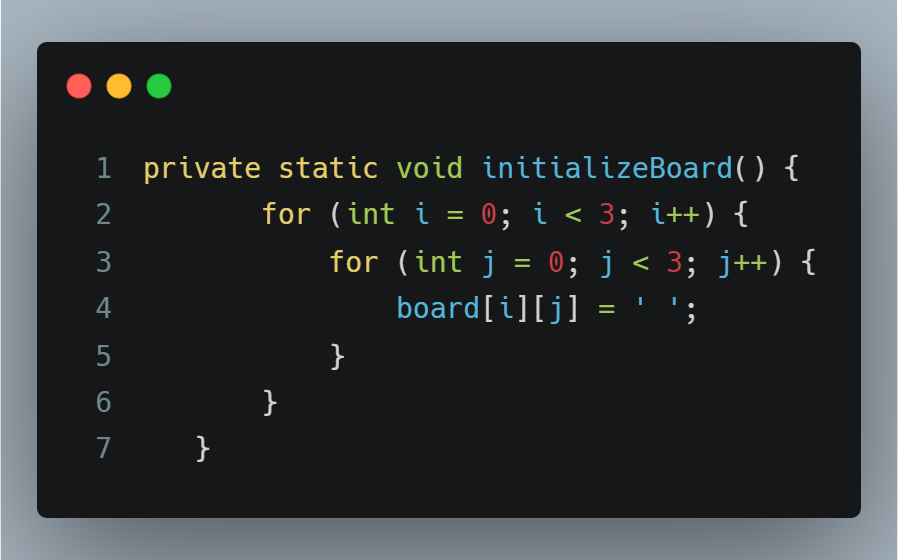 1 private static void initializeBoard() {
2        for (int i = 0; i < 3; i++) {
3            for (int j = 0; j < 3; j++) {
4                board[i][j] = ' ';
5            }
6        }
7    }